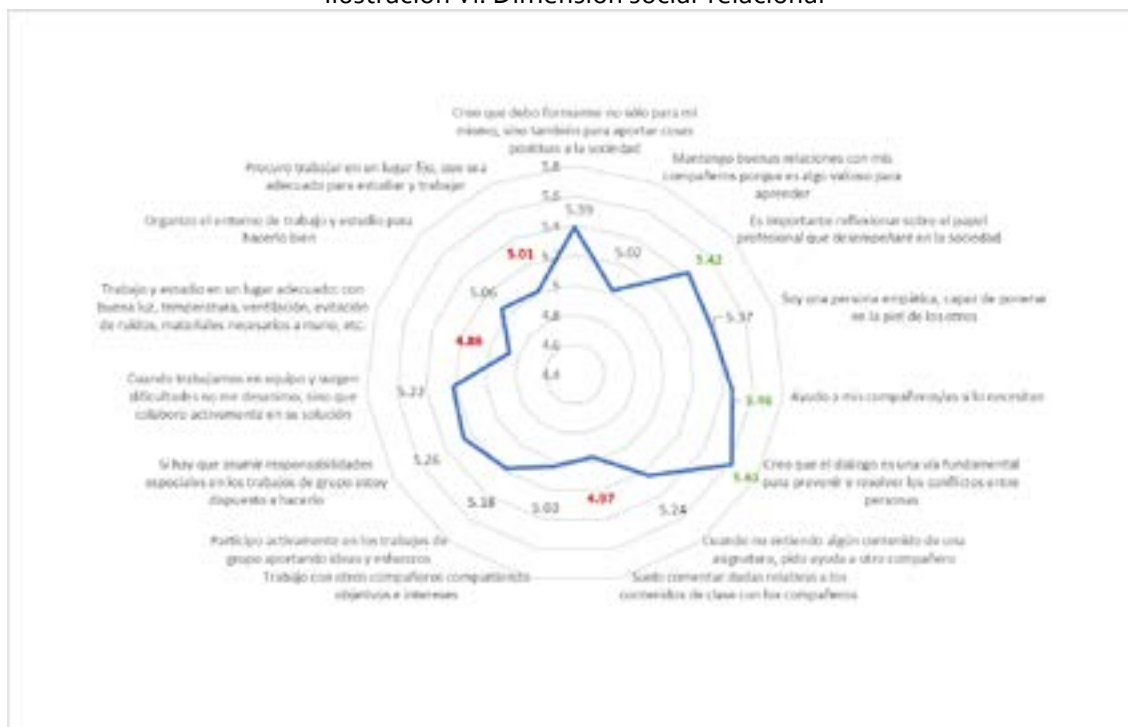 Ilustración VI. Dimensión social-relacional
Creo que debo formarme no sólo para mí
mismo, sino también para aportar cosas
positivas a la sociedad
Mantengo buenas relaciones con mis
compañeros porque es algo valioso para
aprender
Es importante reflexionar sobre el papel
profesional que desempeñaré en la sociedad
Soy una persona empática, capaz de ponerse
en la piel de los otros
Ayudo a mis compañeros/as si lo necesitan
Creo que el diálogo es una vía fundamental
para prevenir o resolver los conflictos entre
personas
Cuando no entiendo algún contenido de una
asignatura, pido ayuda a otro compañero
Suelo comentar dudas relativas a los
contenidos de clase con los compañeros
Trabajo con otros compañeros compartiendo
objetivos e intereses
Participo activamente en los trabajos de
grupo aportando ideas y esfuerzos
Si hay que asumir responsabilidades
especiales en los trabajos de grupo estoy
dispuesto a hacerlo
Cuando trabajamos en equipo y surgen
dificultades no me desanimo, sino que
colaboro activamente en su solución
Trabajo y estudio en un lugar adecuado: con
buena luz, temperatura, ventilación, evitación
de ruidos, materiales necesarios a mano, etc.
Organizo el entorno de trabajo y estudio para
hacerlo bien
Procuro trabajar en un lugar fijo, que sea
adecuado para estudiar y trabajar
5.8
5.6
5.4
5
4.8
4.6
4.4
5.39
5.02
5.42
5.37
5.46
5.24
4.97
5.03
5.18
5.26
5.22
5.06
5.01